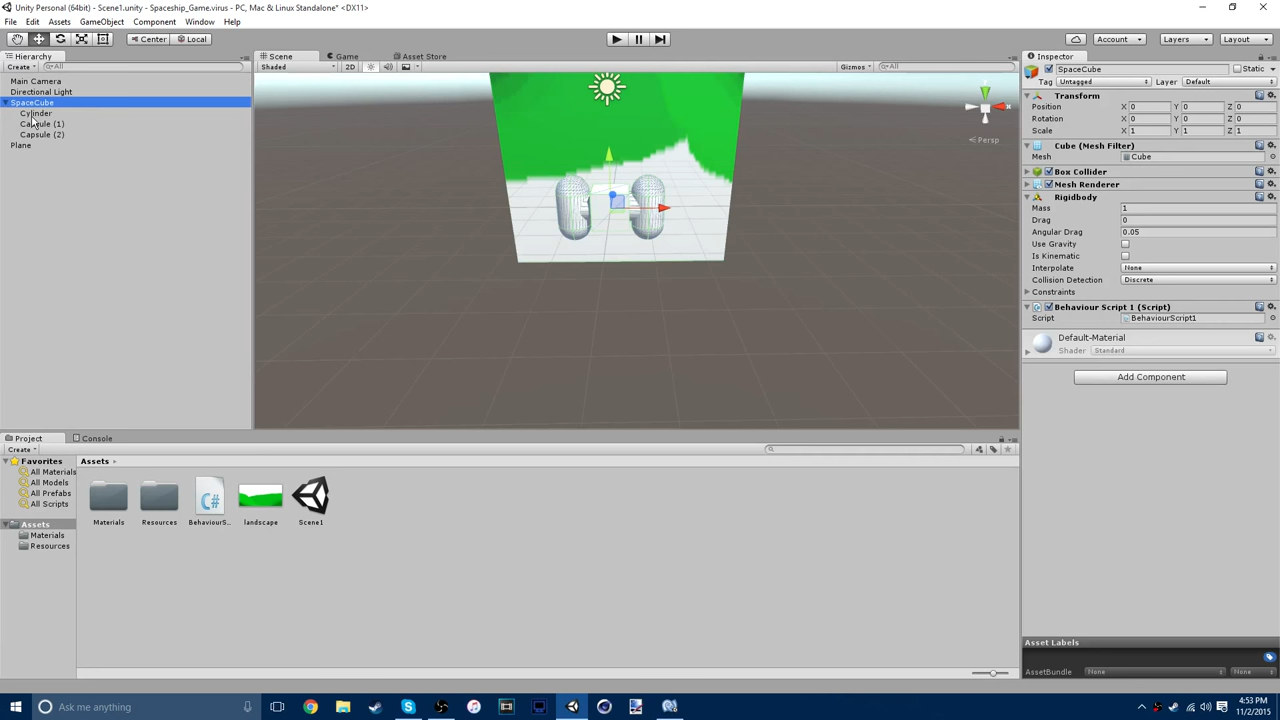 Unity Personal (64bit) - Scene1.unity - Spaceship_Game.virus - PC, Mac & Linux Standalone* <DX11>
File Edit Assets GameObject Component Window Help
Center Local Account Layers Layout
Hierarchy
Create All
Main Camera
Directional Light
SpaceCube
Cylinder
Capsule (1)
Capsule (2)
Plane
Scene Game Asset Store
Shaded 2D Gizmos All
Persp
Inspector
SpaceCube Static
Tag Untagged Layer Default
Transform
Position X 0 Y 0 Z 0
Rotation X 0 Y 0 Z 0
Scale X 1 Y 1 Z 1
Cube (Mesh Filter)
Mesh Cube
Box Collider
Mesh Renderer
Rigidbody
Mass 1
Drag 0
Angular Drag 0.05
Use Gravity
Is Kinematic
Interpolate None
Collision Detection Discrete
Constraints
Behaviour Script 1 (Script)
Script BehaviourScript1
Default-Material
Shader Standard
Add Component
Project Console
Create
Favorites
All Materials
All Models
All Prefabs
All Scripts
Assets
Materials
Resources
Assets
Materials Resources BehaviourS... landscape Scene1
Asset Labels
AssetBundle None None
Ask me anything
4:53 PM
11/2/2015